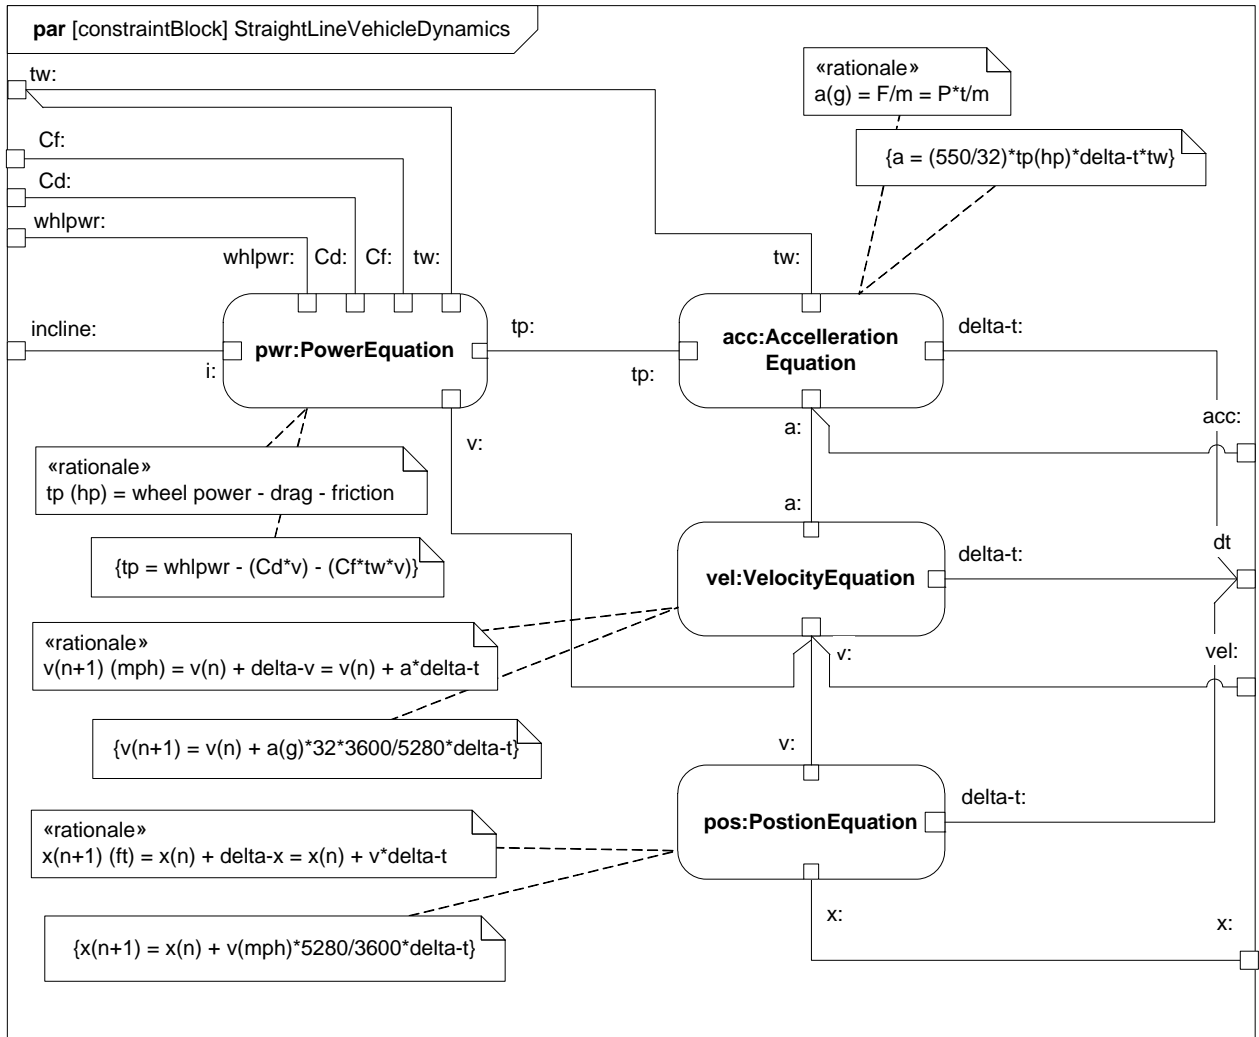 par [constraintBlock] StraightLineVehicleDynamics
tw:
«rationale»
a(g) = F/m = P*t/m
Cf:
{a = (550/32)*tp(hp)*delta-t*tw}
Cd:
whlpwr:
whlpwr:
Cd:
Cf:
tw:
tw:
incline:
i:
pwr:PowerEquation
tp:
tp:
acc:Accelleration
Equation
delta-t:
v:
a:
acc:
«rationale»
tp (hp) = wheel power - drag - friction
a:
{tp = whlpwr - (Cd*v) - (Cf*tw*v)}
vel:VelocityEquation
delta-t:
dt
«rationale»
v(n+1) (mph) = v(n) + delta-v = v(n) + a*delta-t
v:
vel:
{v(n+1) = v(n) + a(g)*32*3600/5280*delta-t}
v:
«rationale»
x(n+1) (ft) = x(n) + delta-x = x(n) + v*delta-t
pos:PostionEquation
delta-t:
{x(n+1) = x(n) + v(mph)*5280/3600*delta-t}
x:
x: